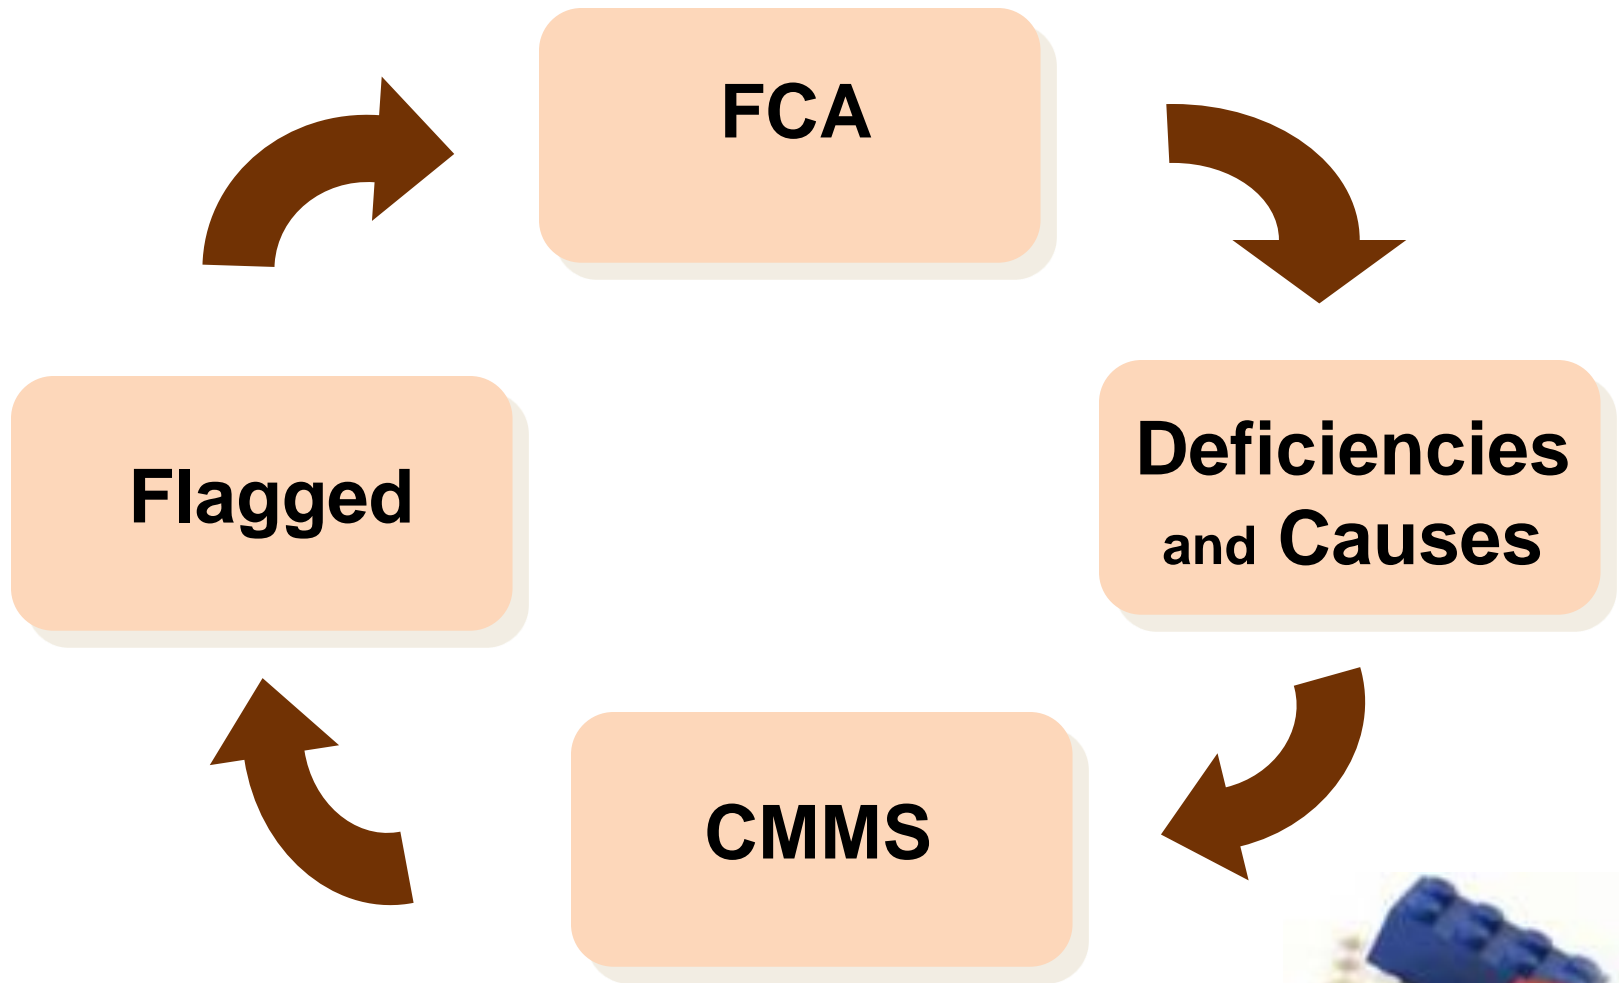 FCA
Deficiencies
and Causes
Flagged
CMMS